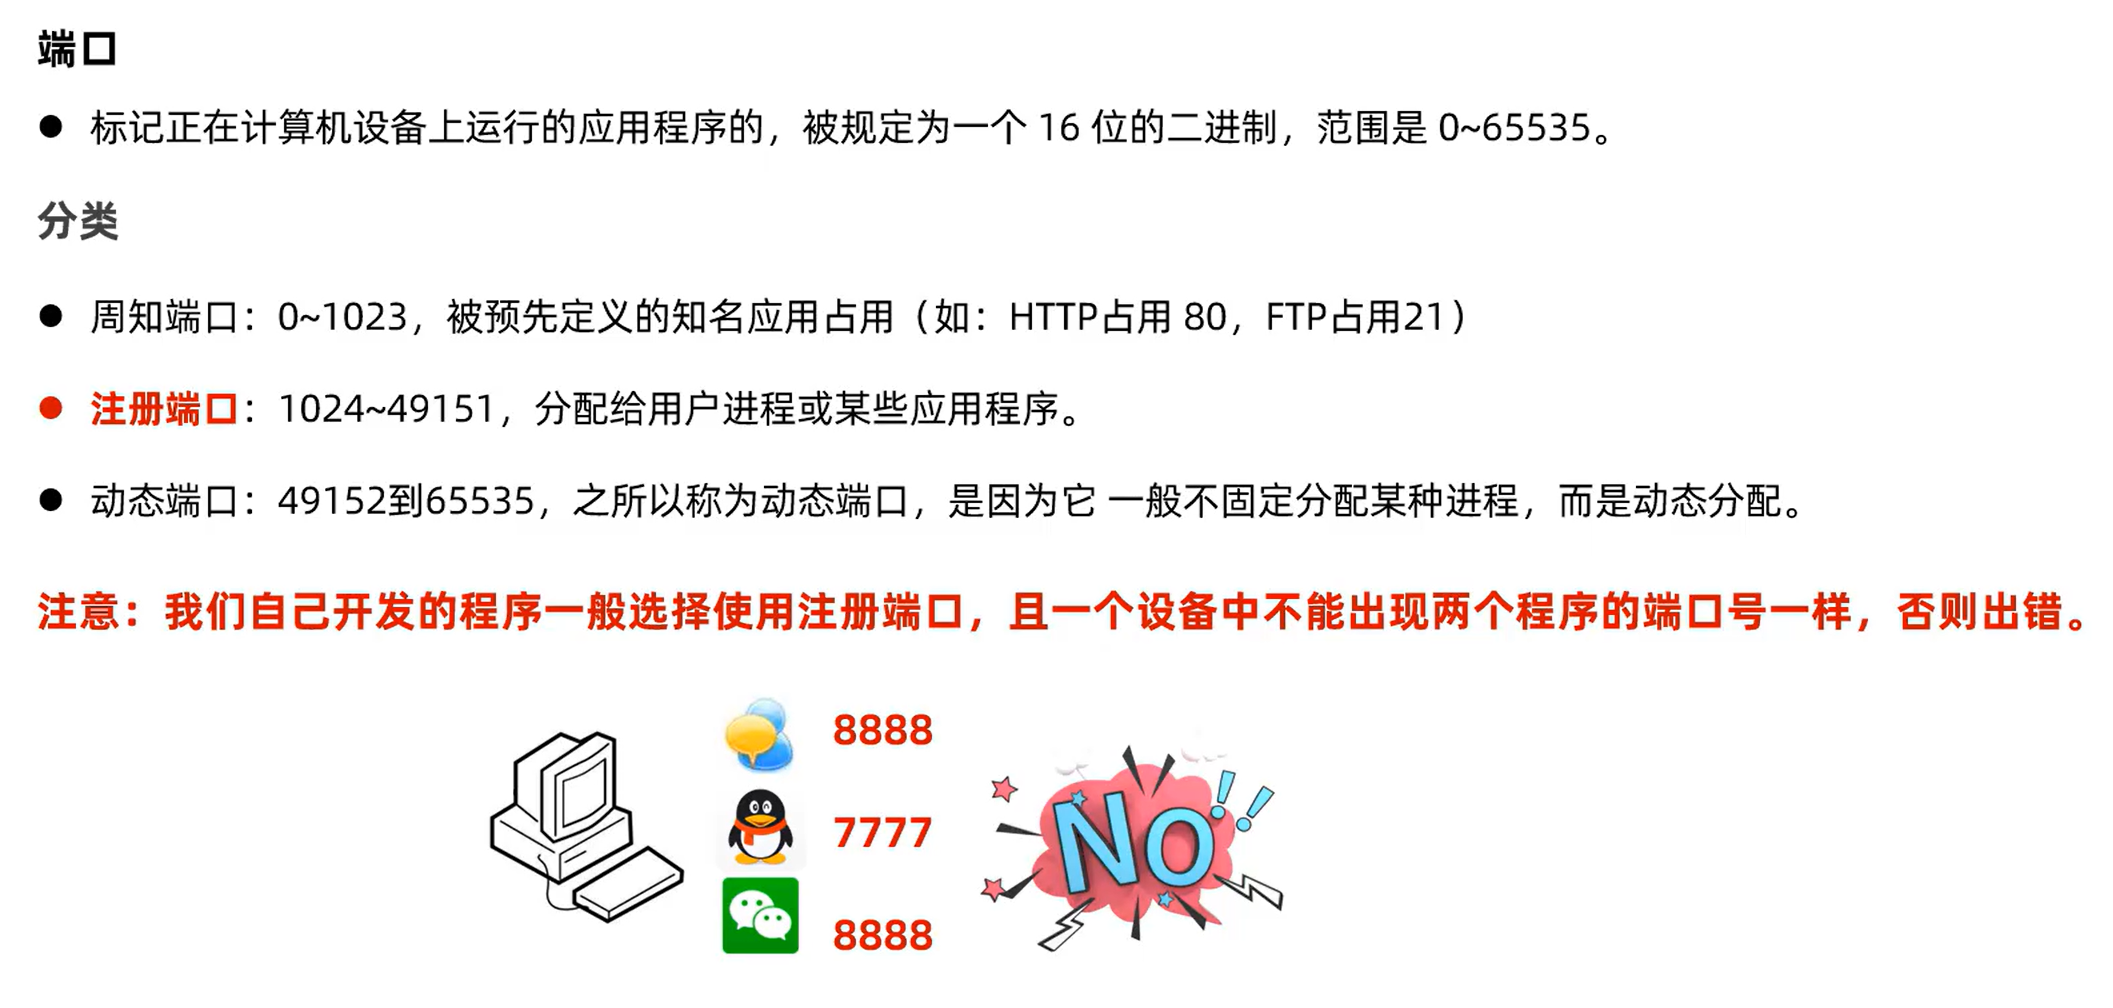 端口
● 标记正在计算机设备上运行的应用程序的，被规定为一个 16 位的二进制，范围是 0~65535。
分类
● 周知端口：0~1023，被预先定义的知名应用占用（如：HTTP占用 80，FTP占用21）
● 注册端口：1024~49151，分配给用户进程或某些应用程序。
● 动态端口：49152到65535，之所以称为动态端口，是因为它 一般不固定分配某种进程，而是动态分配。
注意：我们自己开发的程序一般选择使用注册端口，且一个设备中不能出现两个程序的端口号一样，否则出错。
8888
7777
8888
NO!!